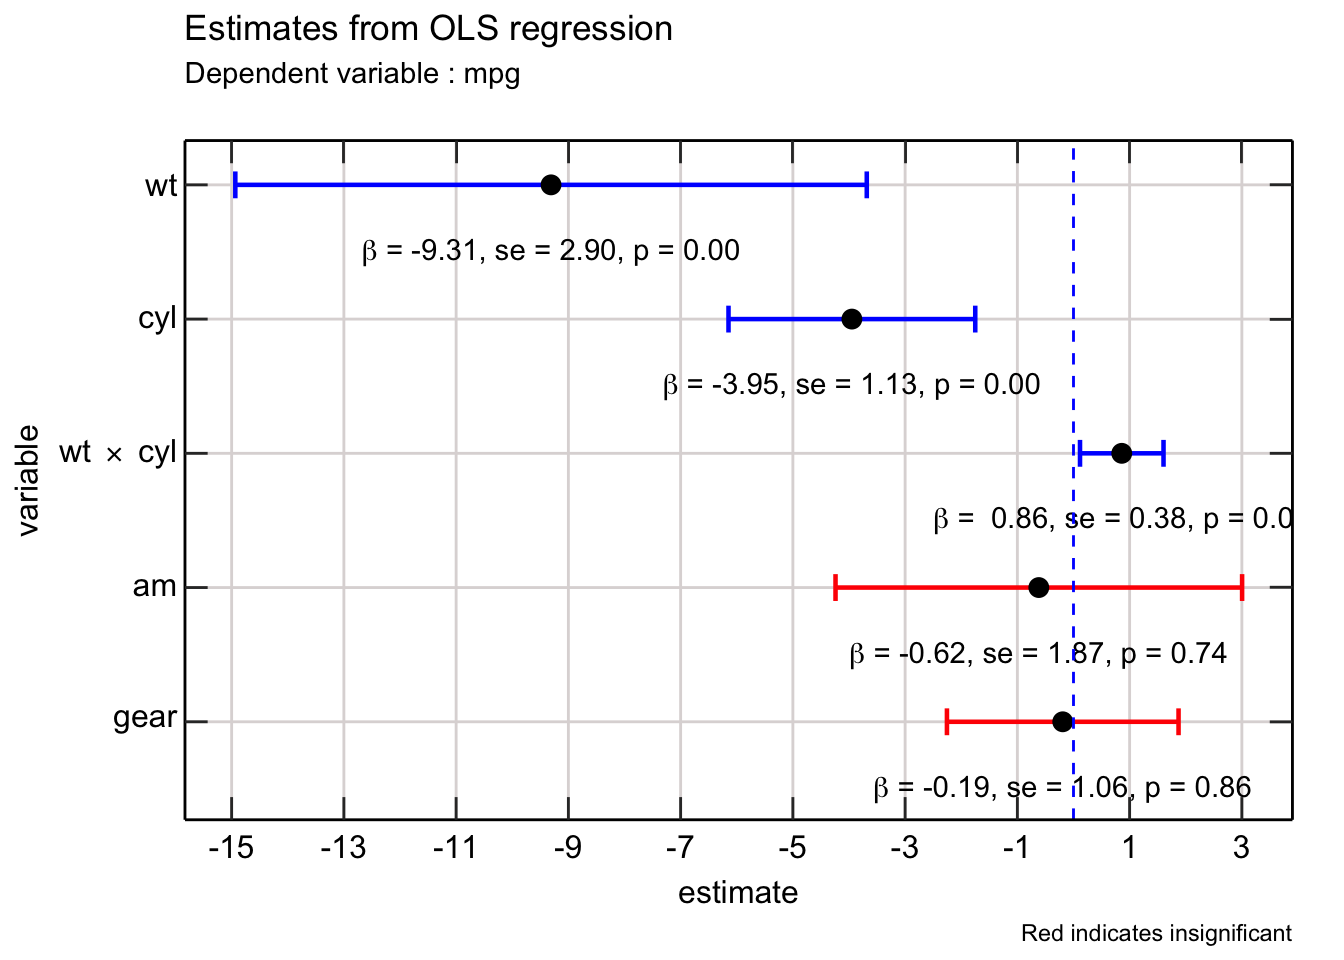 Estimates from OLS regression
Dependent variable : mpg
wt
β = -9.31, se = 2.90, p = 0.00
cyl
β = -3.95, se = 1.13, p = 0.00
wt × cyl
β =  0.86, se = 0.38, p = 0.0
am
β = -0.62, se = 1.87, p = 0.74
gear
β = -0.19, se = 1.06, p = 0.86
variable
-15 -13 -11 -9 -7 -5 -3 -1 1 3
estimate
Red indicates insignificant